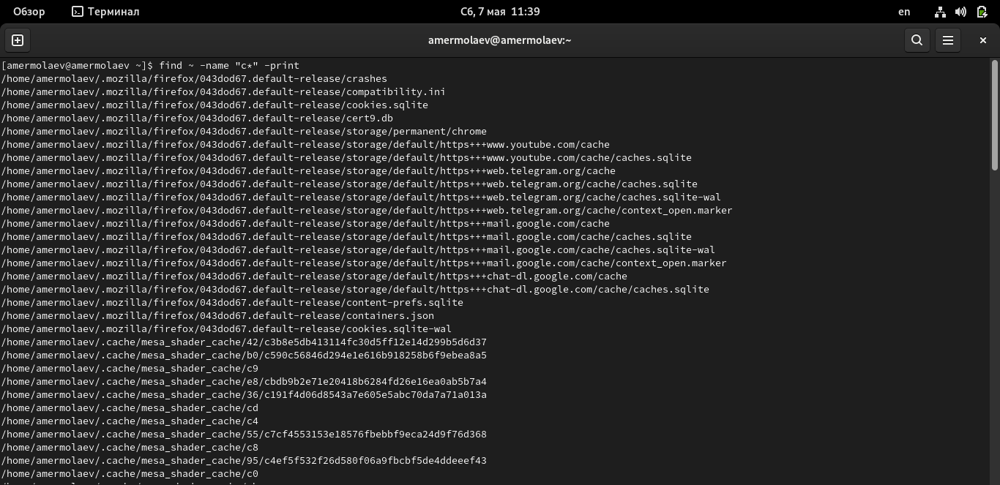 Обзор Терминал Сб, 7 мая 11:39 en
amermolaev@amermolaev:~
[amermolaev@amermolaev ~]$ find ~ -name "c*" -print
/home/amermolaev/.mozilla/firefox/043dod67.default-release/crashes
/home/amermolaev/.mozilla/firefox/043dod67.default-release/compatibility.ini
/home/amermolaev/.mozilla/firefox/043dod67.default-release/cookies.sqlite
/home/amermolaev/.mozilla/firefox/043dod67.default-release/cert9.db
/home/amermolaev/.mozilla/firefox/043dod67.default-release/storage/permanent/chrome
/home/amermolaev/.mozilla/firefox/043dod67.default-release/storage/default/https+++www.youtube.com/cache
/home/amermolaev/.mozilla/firefox/043dod67.default-release/storage/default/https+++www.youtube.com/cache/caches.sqlite
/home/amermolaev/.mozilla/firefox/043dod67.default-release/storage/default/https+++web.telegram.org/cache
/home/amermolaev/.mozilla/firefox/043dod67.default-release/storage/default/https+++web.telegram.org/cache/caches.sqlite
/home/amermolaev/.mozilla/firefox/043dod67.default-release/storage/default/https+++web.telegram.org/cache/caches.sqlite-wal
/home/amermolaev/.mozilla/firefox/043dod67.default-release/storage/default/https+++web.telegram.org/cache/context_open.marker
/home/amermolaev/.mozilla/firefox/043dod67.default-release/storage/default/https+++mail.google.com/cache
/home/amermolaev/.mozilla/firefox/043dod67.default-release/storage/default/https+++mail.google.com/cache/caches.sqlite
/home/amermolaev/.mozilla/firefox/043dod67.default-release/storage/default/https+++mail.google.com/cache/caches.sqlite-wal
/home/amermolaev/.mozilla/firefox/043dod67.default-release/storage/default/https+++mail.google.com/cache/context_open.marker
/home/amermolaev/.mozilla/firefox/043dod67.default-release/storage/default/https+++chat-dl.google.com/cache
/home/amermolaev/.mozilla/firefox/043dod67.default-release/storage/default/https+++chat-dl.google.com/cache/caches.sqlite
/home/amermolaev/.mozilla/firefox/043dod67.default-release/content-prefs.sqlite
/home/amermolaev/.mozilla/firefox/043dod67.default-release/containers.json
/home/amermolaev/.mozilla/firefox/043dod67.default-release/cookies.sqlite-wal
/home/amermolaev/.cache/mesa_shader_cache/42/c3b8e5db413114fc30d5ff12e14d299b5d6d37
/home/amermolaev/.cache/mesa_shader_cache/b0/c590c56846d294e1e616b918258b6f9ebea8a5
/home/amermolaev/.cache/mesa_shader_cache/c9
/home/amermolaev/.cache/mesa_shader_cache/e8/cbdb9b2e71e20418b6284fd26e16ea0ab5b7a4
/home/amermolaev/.cache/mesa_shader_cache/36/c191f4d06d8543a7e605e5abc70da7a71a013a
/home/amermolaev/.cache/mesa_shader_cache/cd
/home/amermolaev/.cache/mesa_shader_cache/c4
/home/amermolaev/.cache/mesa_shader_cache/55/c7cf4553153e18576fbebbf9eca24d9f76d368
/home/amermolaev/.cache/mesa_shader_cache/c8
/home/amermolaev/.cache/mesa_shader_cache/95/c4ef5f532f26d580f06a9fbcbf5de4ddeeef43
/home/amermolaev/.cache/mesa_shader_cache/c0